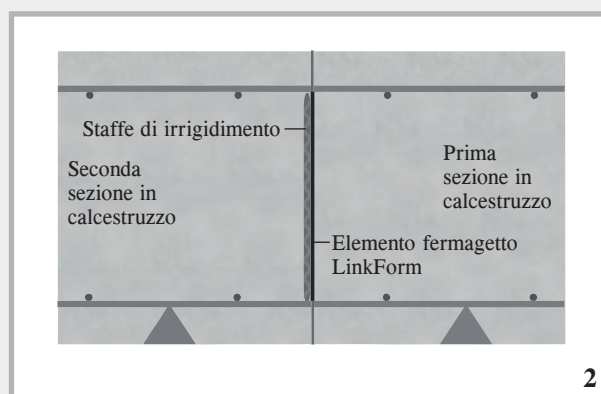 Staffe di irrigidimento
Seconda
sezione in
calcestruzzo
Prima
sezione in
calcestruzzo
Elemento fermagetto
LinkForm
2